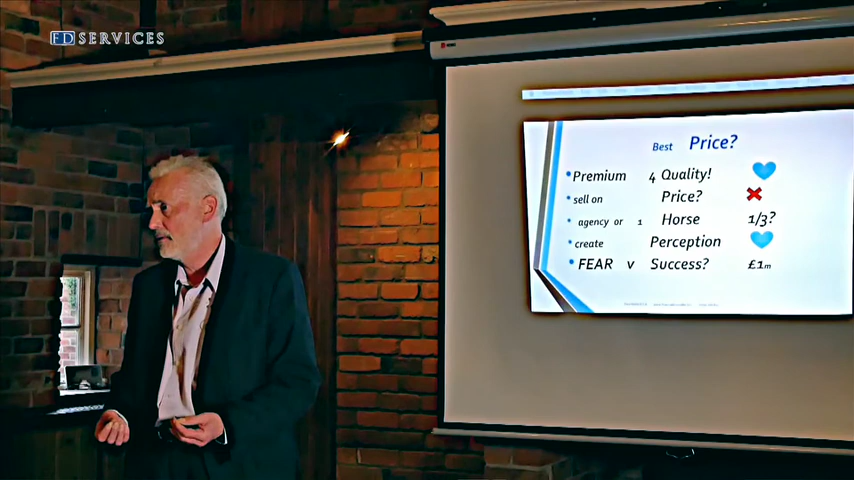 FD SERVICES
Best Price?
•Premium 4 Quality!
•sell on Price?
• agency or 1 Horse 1/3?
•create Perception
• FEAR v Success? £1m